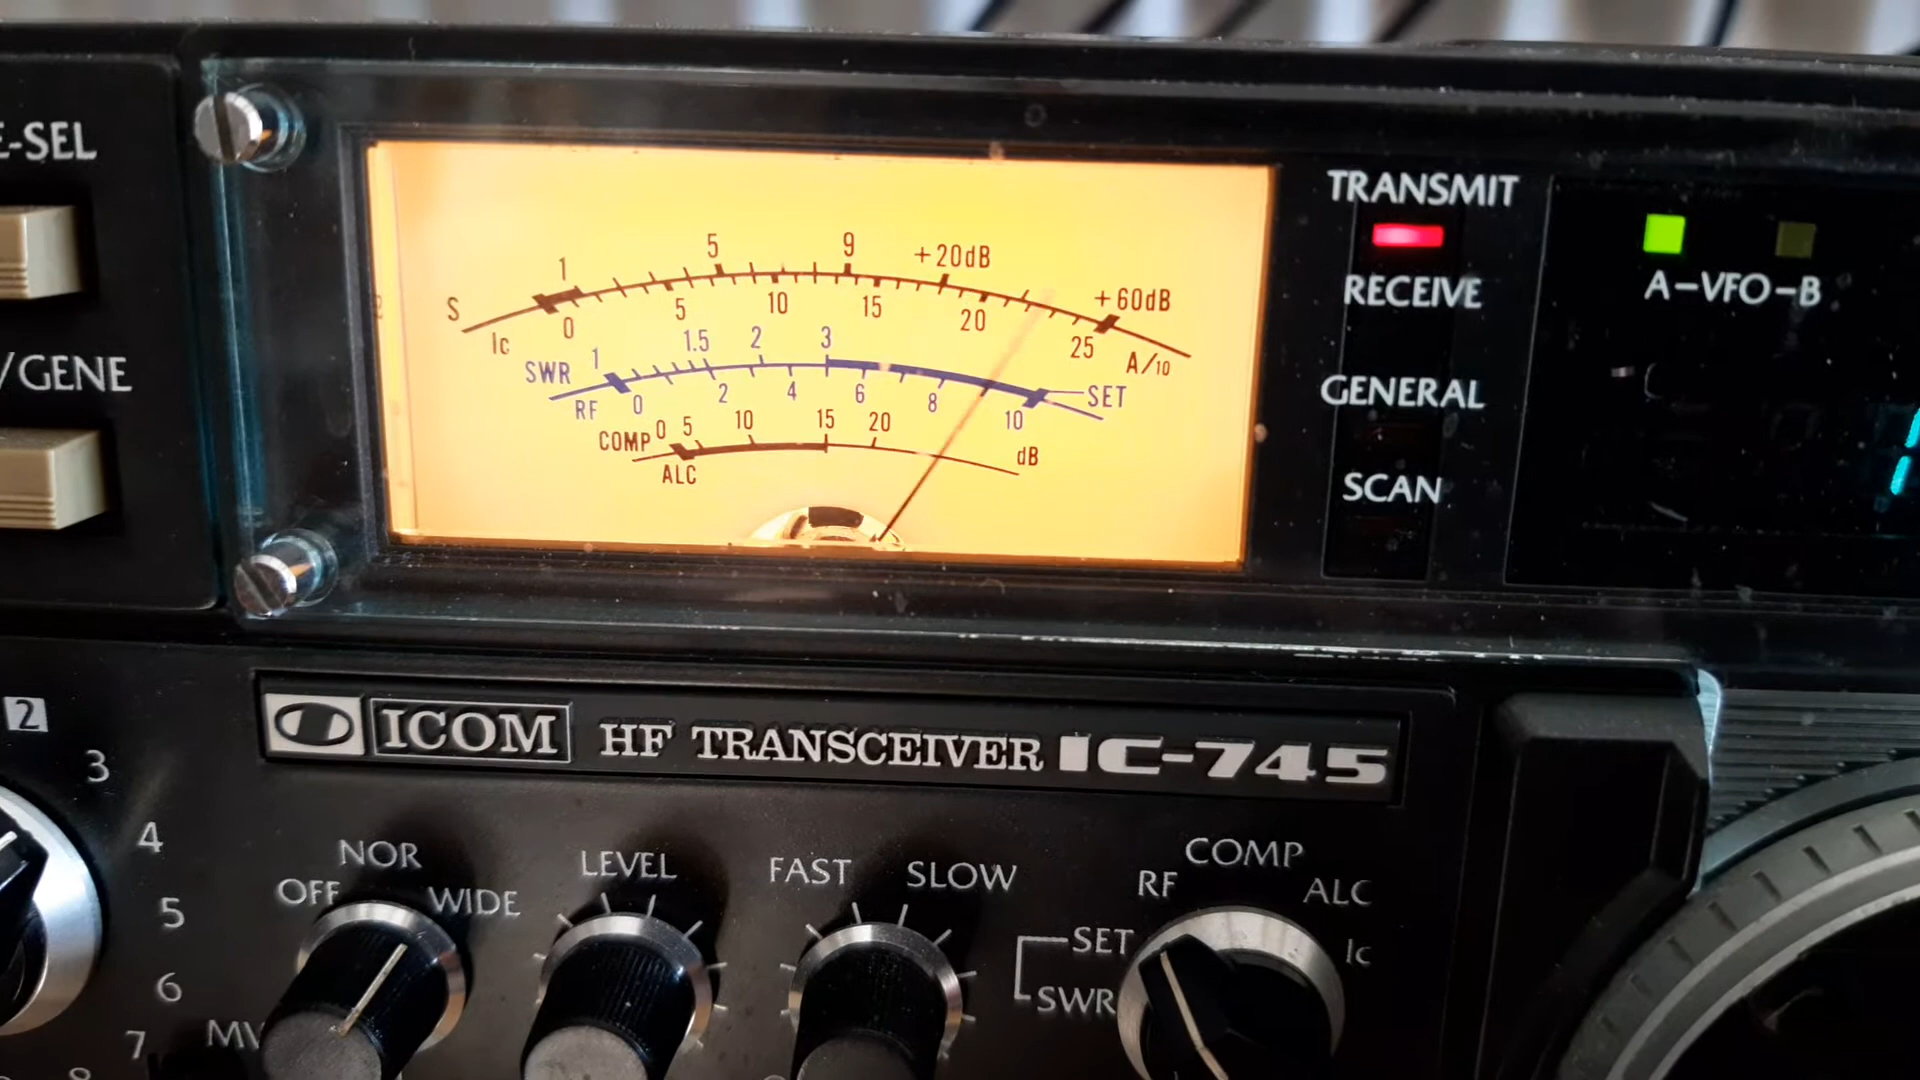 E-SEL
/GENE
1 5 9 +20dB +60dB
S
Ic 0 5 10 15 20 25 A/10
SWR 1 1.5 2 3 SET
RF 0 2 4 6 8 10
COMP 0 5 10 15 20 dB
ALC
TRANSMIT
RECEIVE
GENERAL
SCAN
A-VFO-B
ICOM HF TRANSCEIVER IC-745
2
3
4
5
6
7
8
OFF NOR WIDE
LEVEL
FAST SLOW
SET
SWR
RF
COMP
ALC
Ic